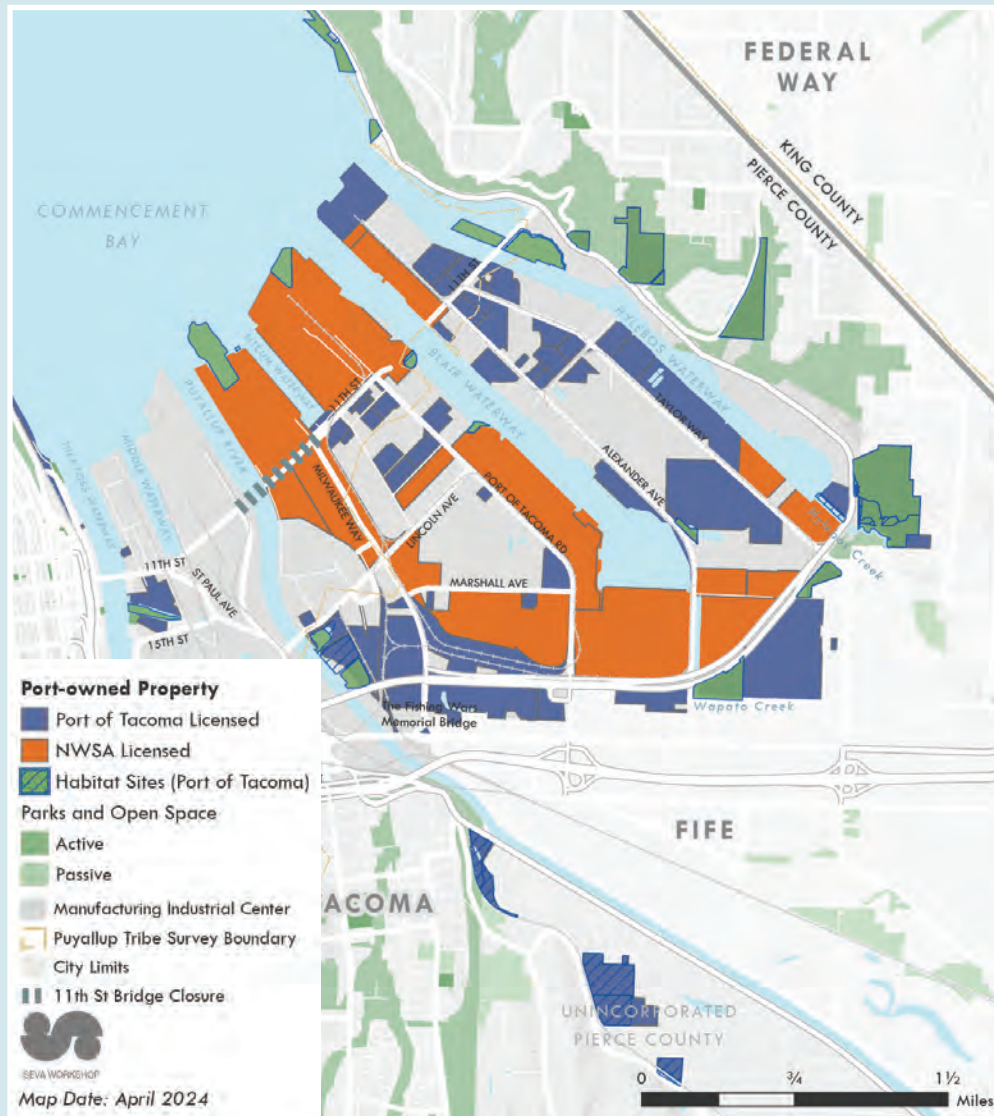 FEDERAL
WAY
KING COUNTY
PIERCE COUNTY
COMMENCEMENT
BAY
11TH ST
HYLEBOS WATERWAY
SITCUM WATERWAY
BLAIR WATERWAY
TAYLOR WAY
11TH ST
PUYALLUP RIVER
ALEXANDER AVE
THEA FOSS WATERWAY
MIDDLE WATERWAY
MILWAUKEE WAY
LINCOLN AVE
PORT OF TACOMA RD
Hylebos Creek
11TH ST
ST PAUL AVE
MARSHALL AVE
15TH ST
Wapato Creek
The Fishing Wars
Memorial Bridge
FIFE
ACOMA
UNINCORPORATED
PIERCE COUNTY
Port-owned Property
Port of Tacoma Licensed
NWSA Licensed
Habitat Sites (Port of Tacoma)
Parks and Open Space
Active
Passive
Manufacturing Industrial Center
Puyallup Tribe Survey Boundary
City Limits
11th St Bridge Closure
SEVA WORKSHOP
Map Date: April 2024
0 ¾ 1½
Miles